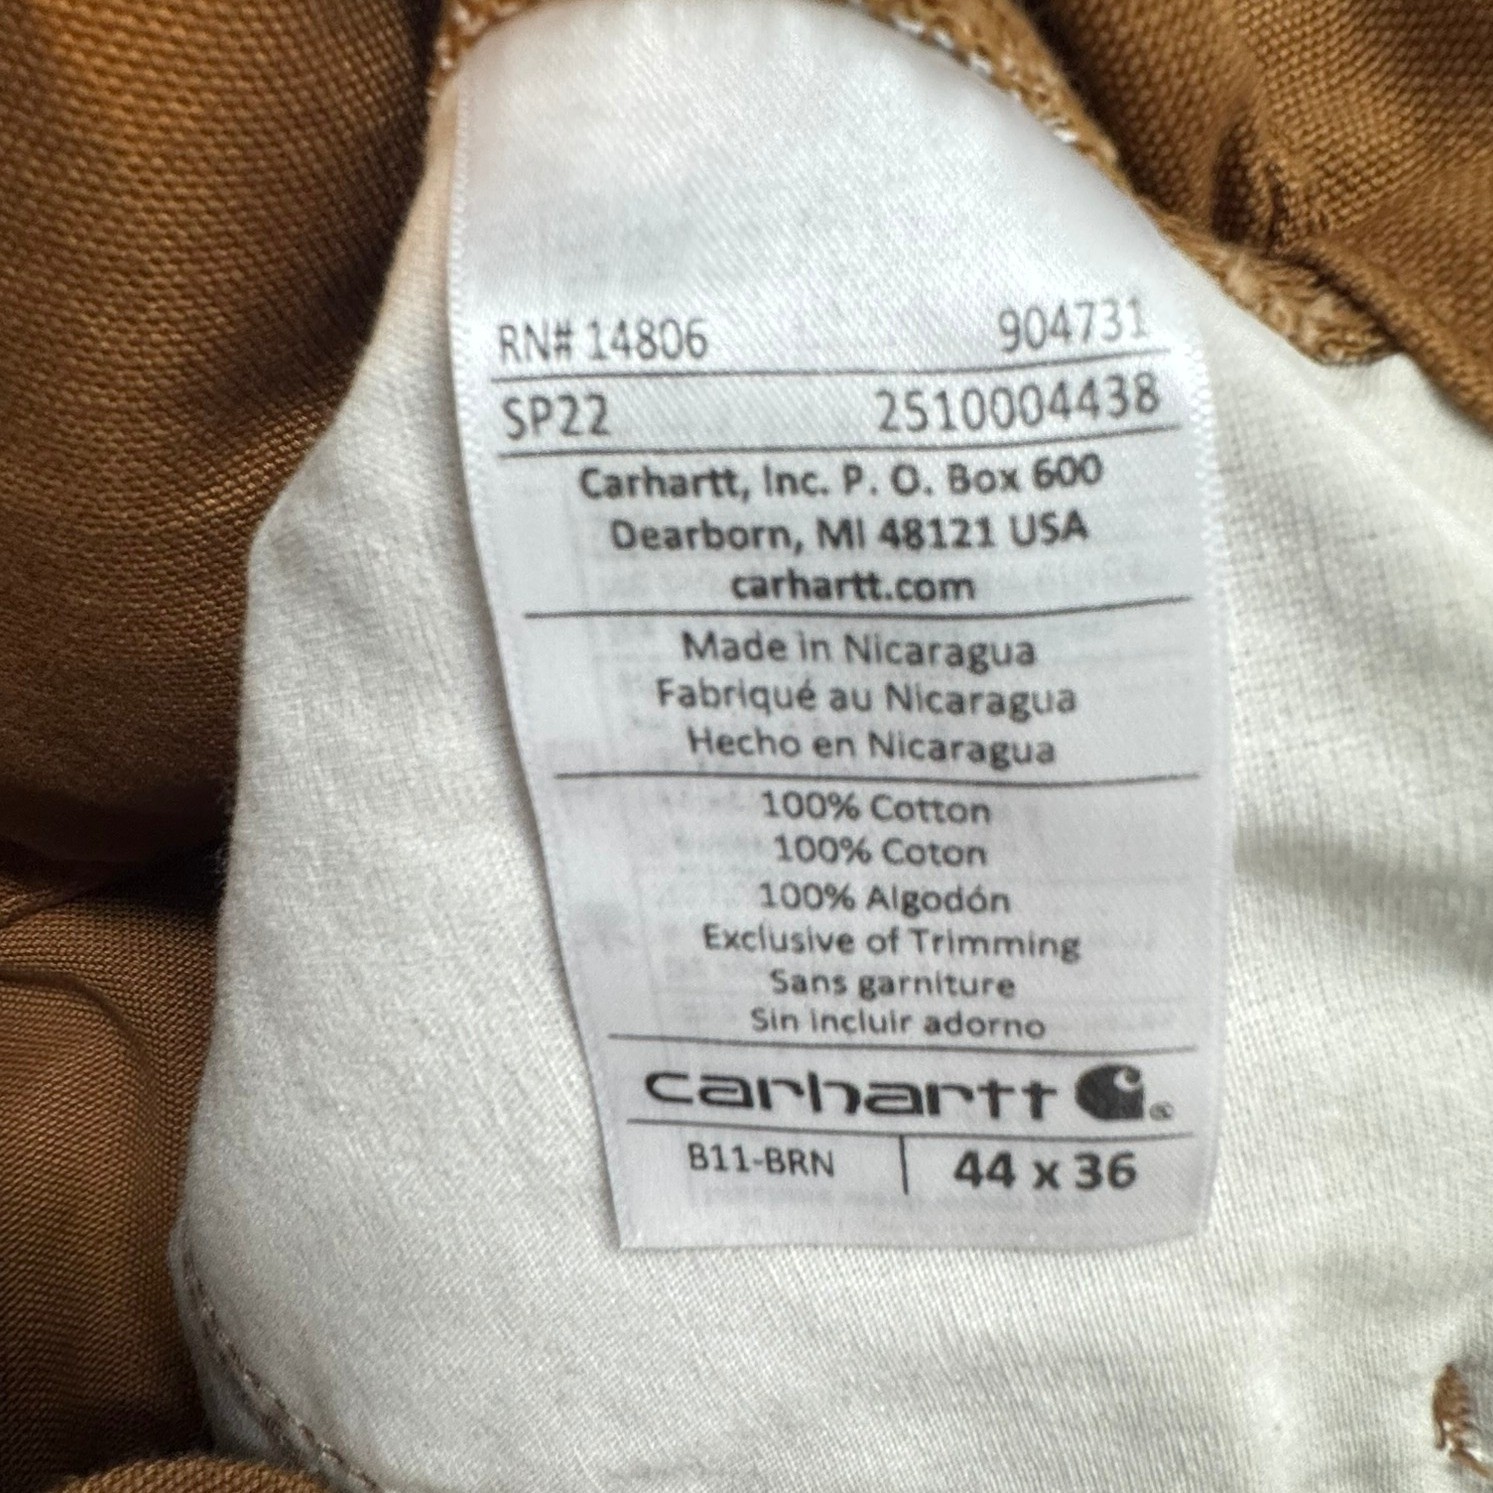 RN# 14806 904731
SP22 2510004438
Carhartt, Inc. P. O. Box 600
Dearborn, MI 48121 USA
carhartt.com
Made in Nicaragua
Fabriqué au Nicaragua
Hecho en Nicaragua
100% Cotton
100% Coton
100% Algodón
Exclusive of Trimming
Sans garniture
Sin incluir adorno
carhartt ®
B11-BRN 44 x 36